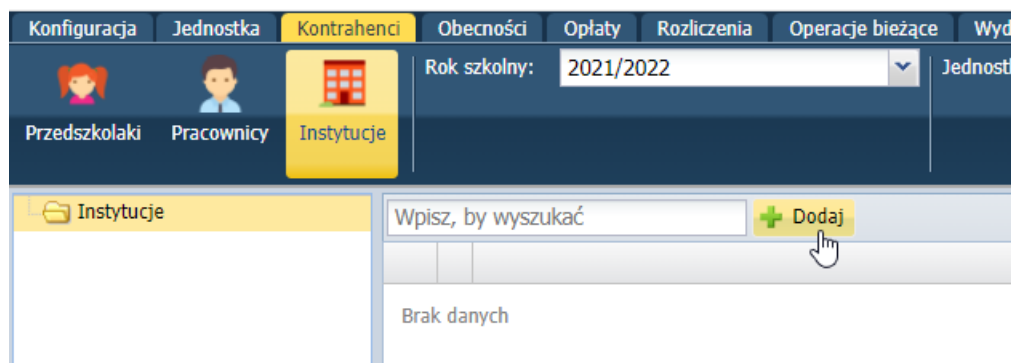 Konfiguracja Jednostka Kontrahenci Obecności Opłaty Rozliczenia Operacje bieżące
Rok szkolny: 2021/2022
Przedszkolaki Pracownicy Instytucje
Instytucje
Wpisz, by wyszukać Dodaj
Brak danych